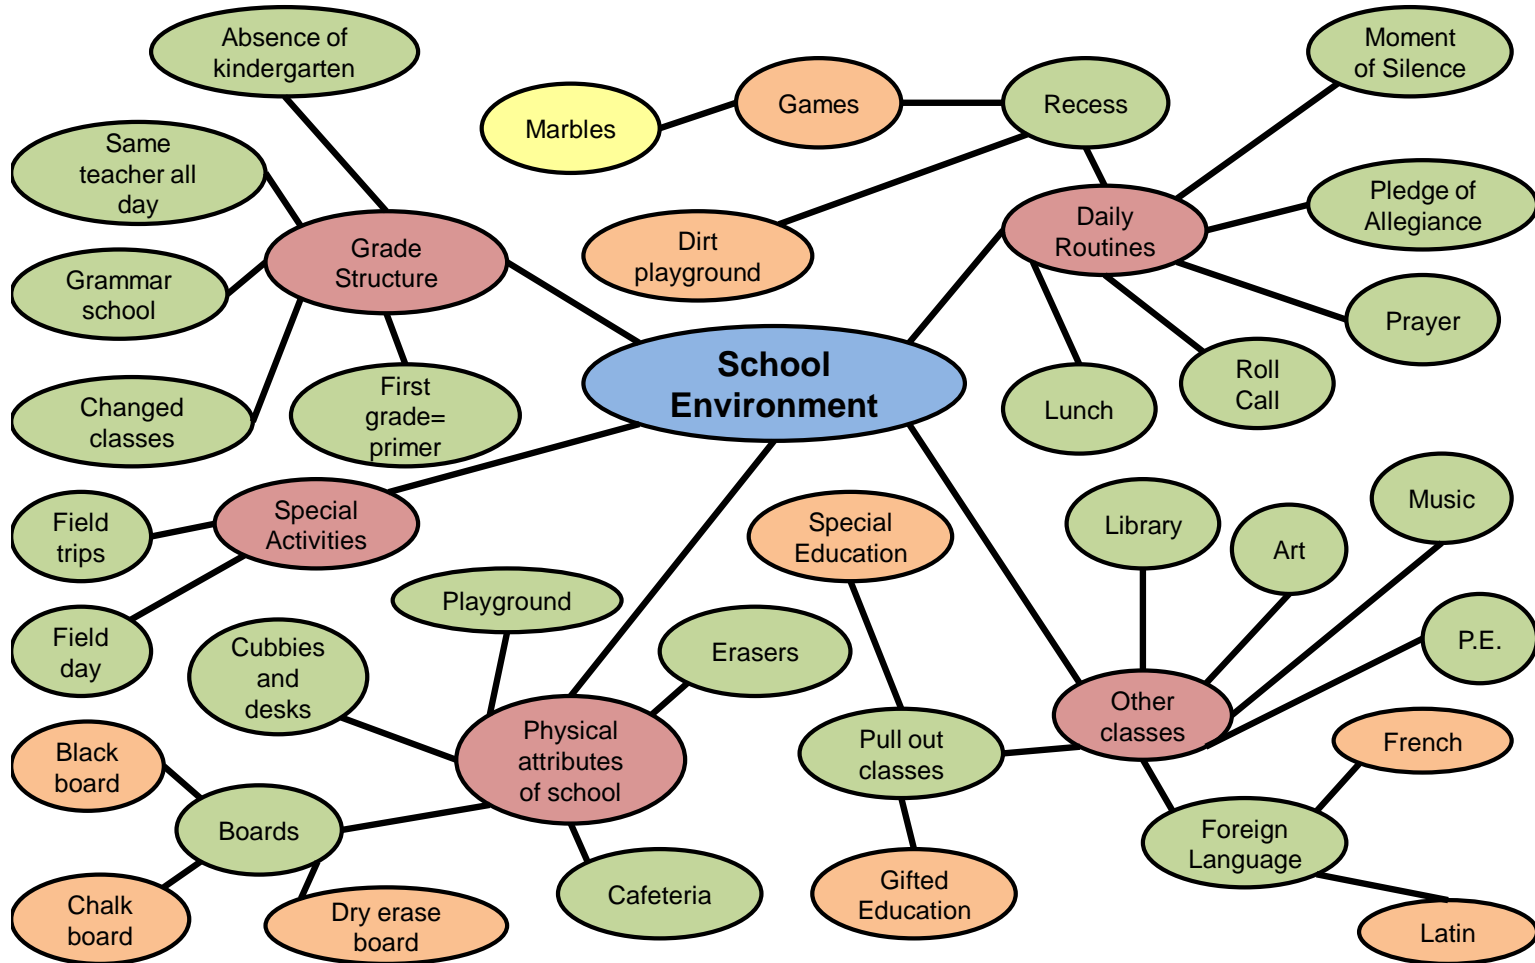 Absence of
kindergarten
Moment
of Silence
Marbles
Games
Recess
Same
teacher all
day
Pledge of
Allegiance
Grade
Structure
Dirt
playground
Daily
Routines
Grammar
school
Prayer
School
Environment
Changed
classes
First
grade=
primer
Lunch
Roll
Call
Field
trips
Special
Activities
Special
Education
Library
Art
Music
Field
day
Playground
Cubbies
and
desks
Erasers
P.E.
Physical
attributes
of school
Other
classes
Black
board
Pull out
classes
French
Boards
Foreign
Language
Chalk
board
Dry erase
board
Cafeteria
Gifted
Education
Latin